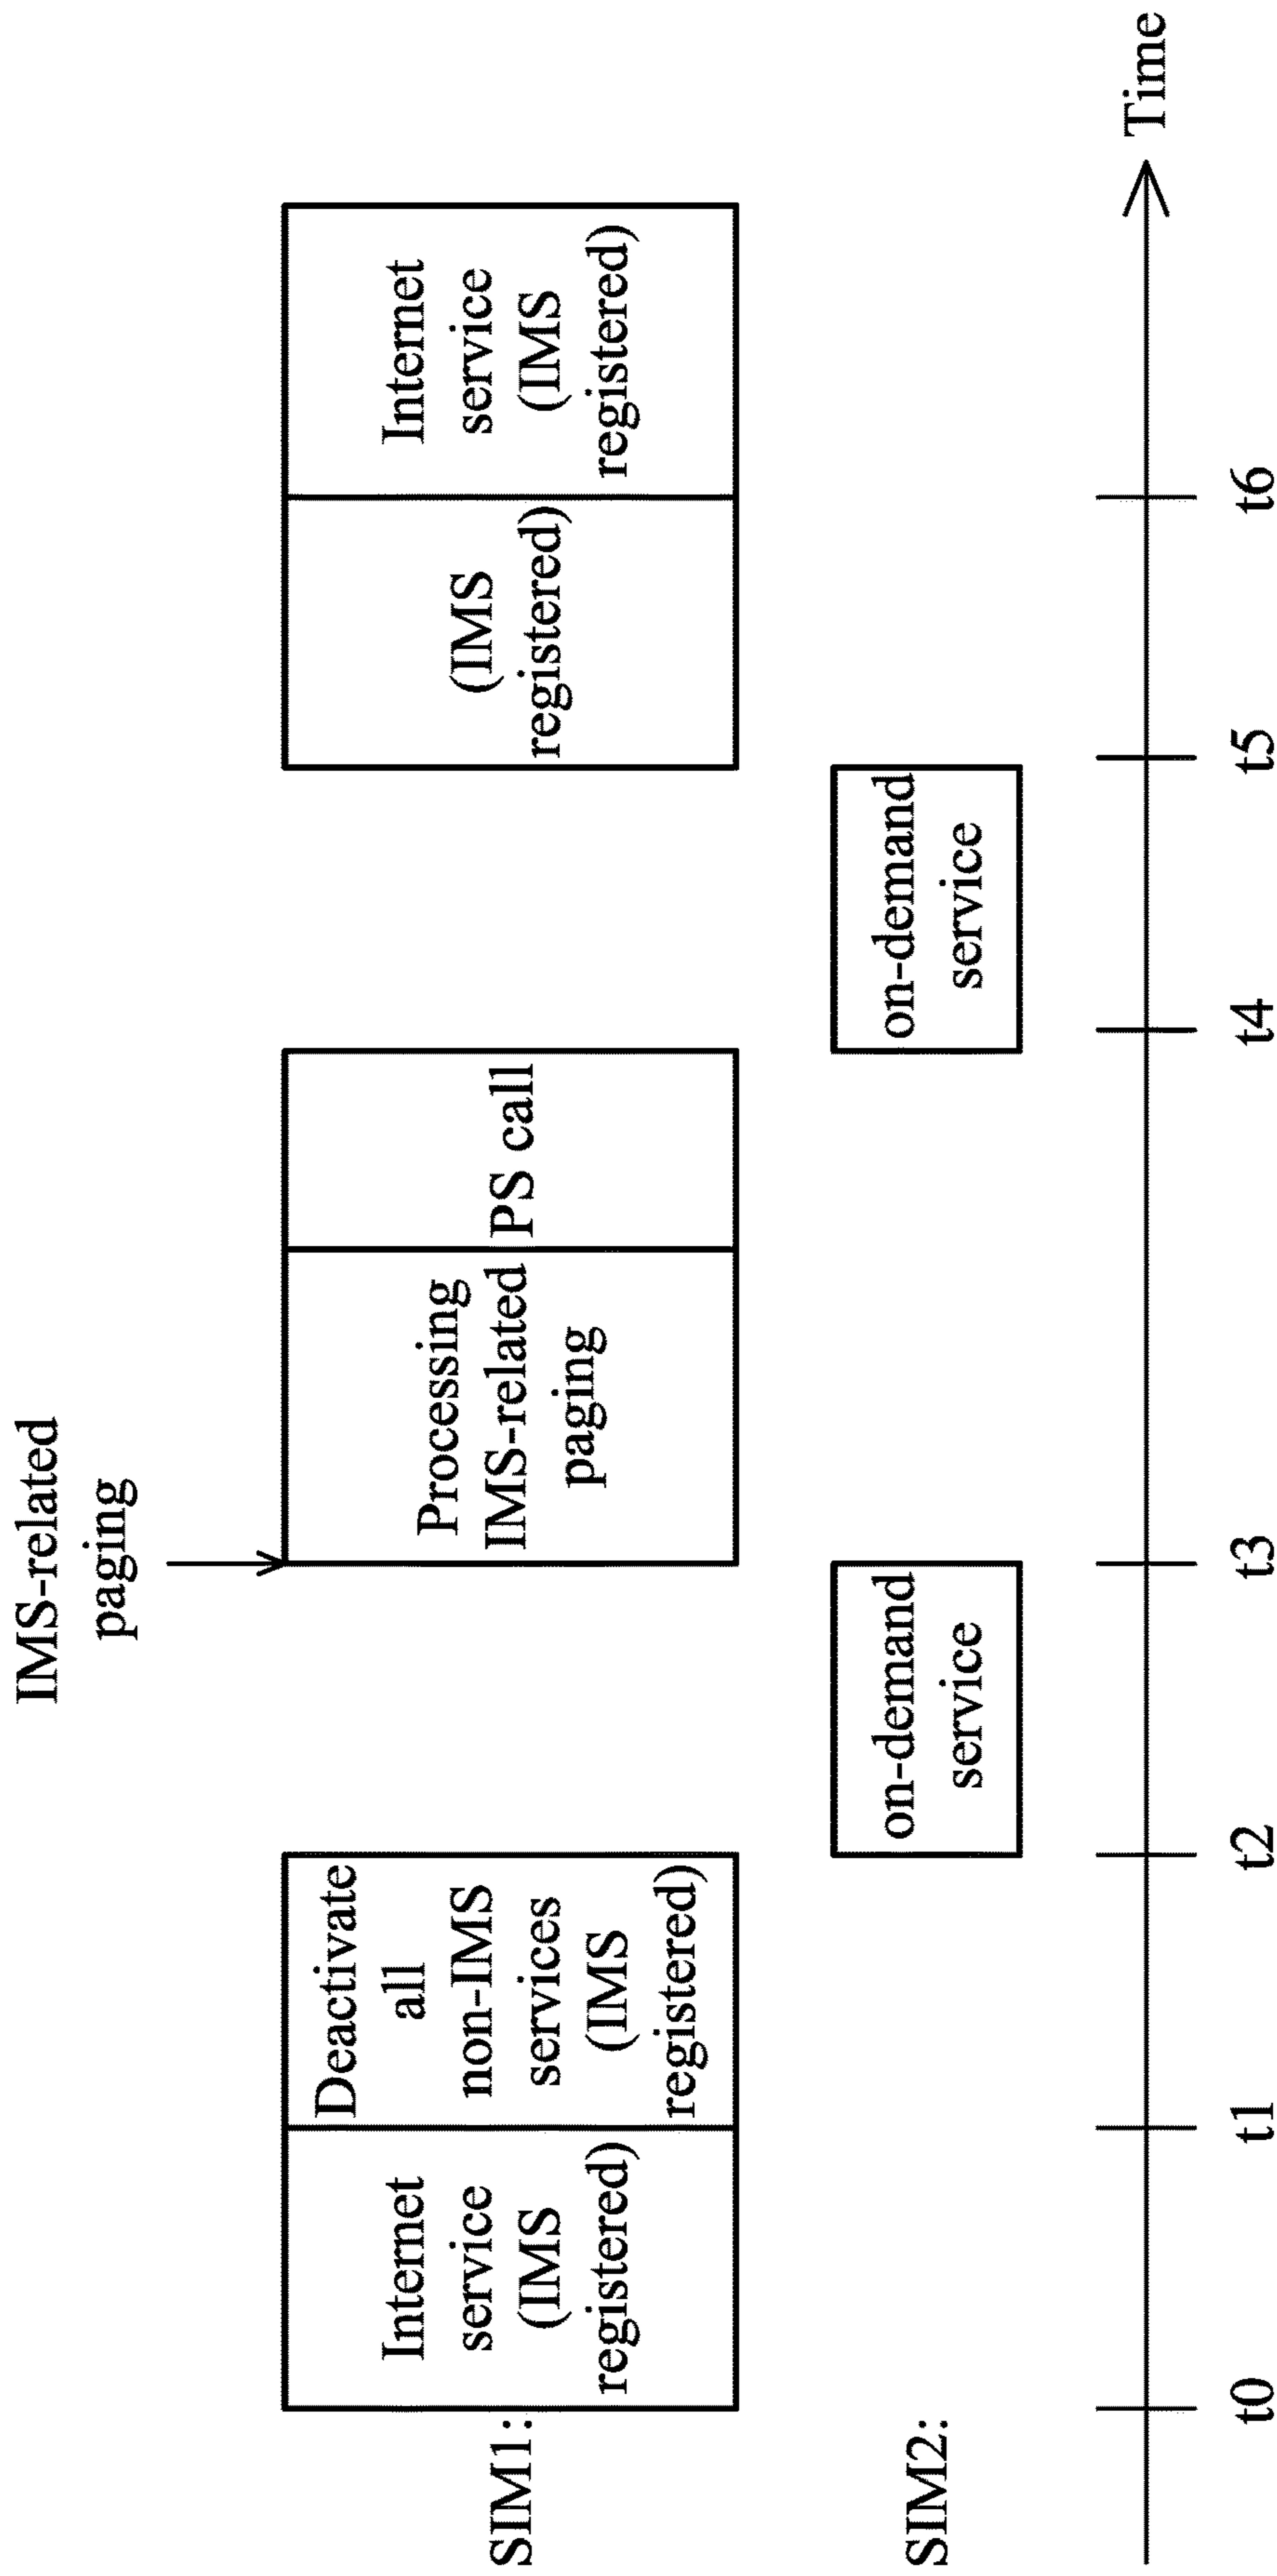 IMS-related
paging
SIM1:
Internet
service
(IMS
registered)
Deactivate
all
non-IMS
services
(IMS
registered)
Processing
IMS-related
paging
PS call
(IMS
registered)
Internet
service
(IMS
registered)
SIM2:
on-demand
service
on-demand
service
Time
t0
t1
t2
t3
t4
t5
t6